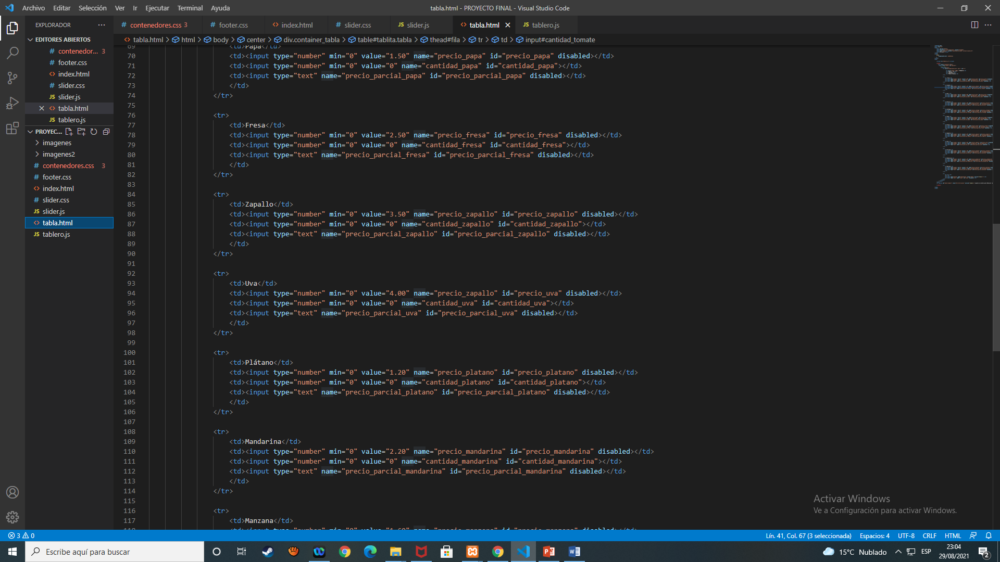 Archivo Editar Selección Ver Ir Ejecutar Terminal Ayuda
tabla.html - PROYECTO FINAL - Visual Studio Code
EXPLORADOR
contenedores.css 3 footer.css index.html slider.css slider.js tabla.html tablero.js
EDITORES ABIERTOS
contenedor... 3
footer.css
index.html
slider.css
slider.js
tabla.html
tablero.js
PROYEC...
imagenes
imagenes2
contenedores.css 3
footer.css
index.html
slider.css
slider.js
tabla.html
tablero.js
tabla.html > html > body > center > div.container_tabla > table#tablita.tabla > thead#fila > tr > td > input#cantidad_tomate
69 <td>Papa</td>
70 <td><input type="number" min="0" value="1.50" name="precio_papa" id="precio_papa" disabled></td>
71 <td><input type="number" min="0" value="0" name="cantidad_papa" id="cantidad_papa"></td>
72 <td><input type="text" name="precio_parcial_papa" id="precio_parcial_papa" disabled></td>
73 </td>
74 </tr>
75
76 <tr>
77 <td>Fresa</td>
78 <td><input type="number" min="0" value="2.50" name="precio_fresa" id="precio_fresa" disabled></td>
79 <td><input type="number" min="0" value="0" name="cantidad_fresa" id="cantidad_fresa"></td>
80 <td><input type="text" name="precio_parcial_fresa" id="precio_parcial_fresa" disabled></td>
81 </td>
82 </tr>
83
84 <tr>
85 <td>Zapallo</td>
86 <td><input type="number" min="0" value="3.50" name="precio_zapallo" id="precio_zapallo" disabled></td>
87 <td><input type="number" min="0" value="0" name="cantidad_zapallo" id="cantidad_zapallo"></td>
88 <td><input type="text" name="precio_parcial_zapallo" id="precio_parcial_zapallo" disabled></td>
89 </td>
90 </tr>
91
92 <tr>
93 <td>Uva</td>
94 <td><input type="number" min="0" value="4.00" name="precio_zapallo" id="precio_uva" disabled></td>
95 <td><input type="number" min="0" value="0" name="cantidad_uva" id="cantidad_uva"></td>
96 <td><input type="text" name="precio_parcial_uva" id="precio_parcial_uva" disabled></td>
97 </td>
98 </tr>
99
100 <tr>
101 <td>Plátano</td>
102 <td><input type="number" min="0" value="1.20" name="precio_platano" id="precio_platano" disabled></td>
103 <td><input type="number" min="0" value="0" name="cantidad_platano" id="cantidad_platano"></td>
104 <td><input type="text" name="precio_parcial_platano" id="precio_parcial_platano" disabled></td>
105 </td>
106 </tr>
107
108 <tr>
109 <td>Mandarina</td>
110 <td><input type="number" min="0" value="2.20" name="precio_mandarina" id="precio_mandarina" disabled></td>
111 <td><input type="number" min="0" value="0" name="cantidad_mandarina" id="cantidad_mandarina"></td>
112 <td><input type="text" name="precio_parcial_mandarina" id="precio_parcial_mandarina" disabled></td>
113 </td>
114 </tr>
115
116 <tr>
117 <td>Manzana</td>
Activar Windows
Ve a Configuración para activar Windows.
3 0 Lín. 41, Col. 67 (3 seleccionada) Espacios: 4 UTF-8 CRLF HTML
Escribe aquí para buscar
15°C Nublado
ESP
23:04
29/08/2021
2